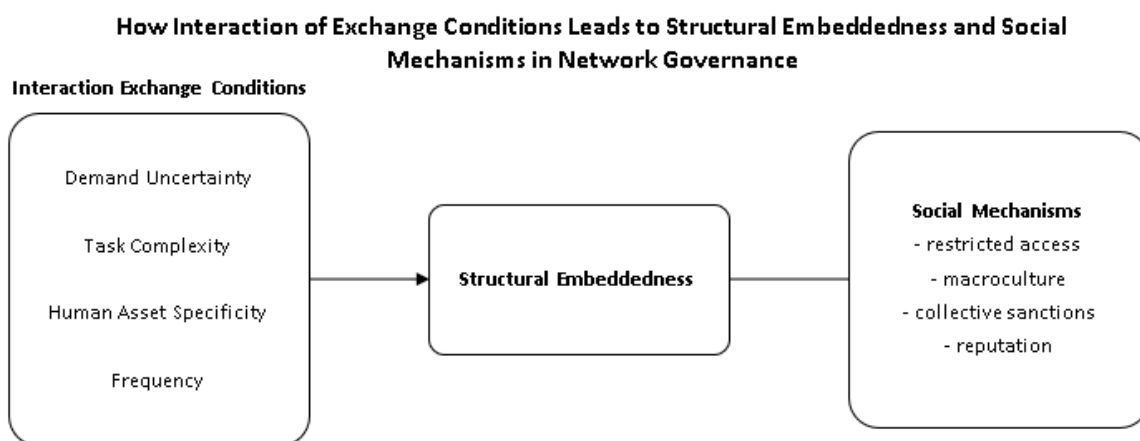 How Interaction of Exchange Conditions Leads to Structural Embeddedness and Social
Mechanisms in Network Governance
Interaction Exchange Conditions
Demand Uncertainty
Task Complexity
Human Asset Specificity
Frequency
Structural Embeddedness
Social Mechanisms
- restricted access
- macroculture
- collective sanctions
- reputation